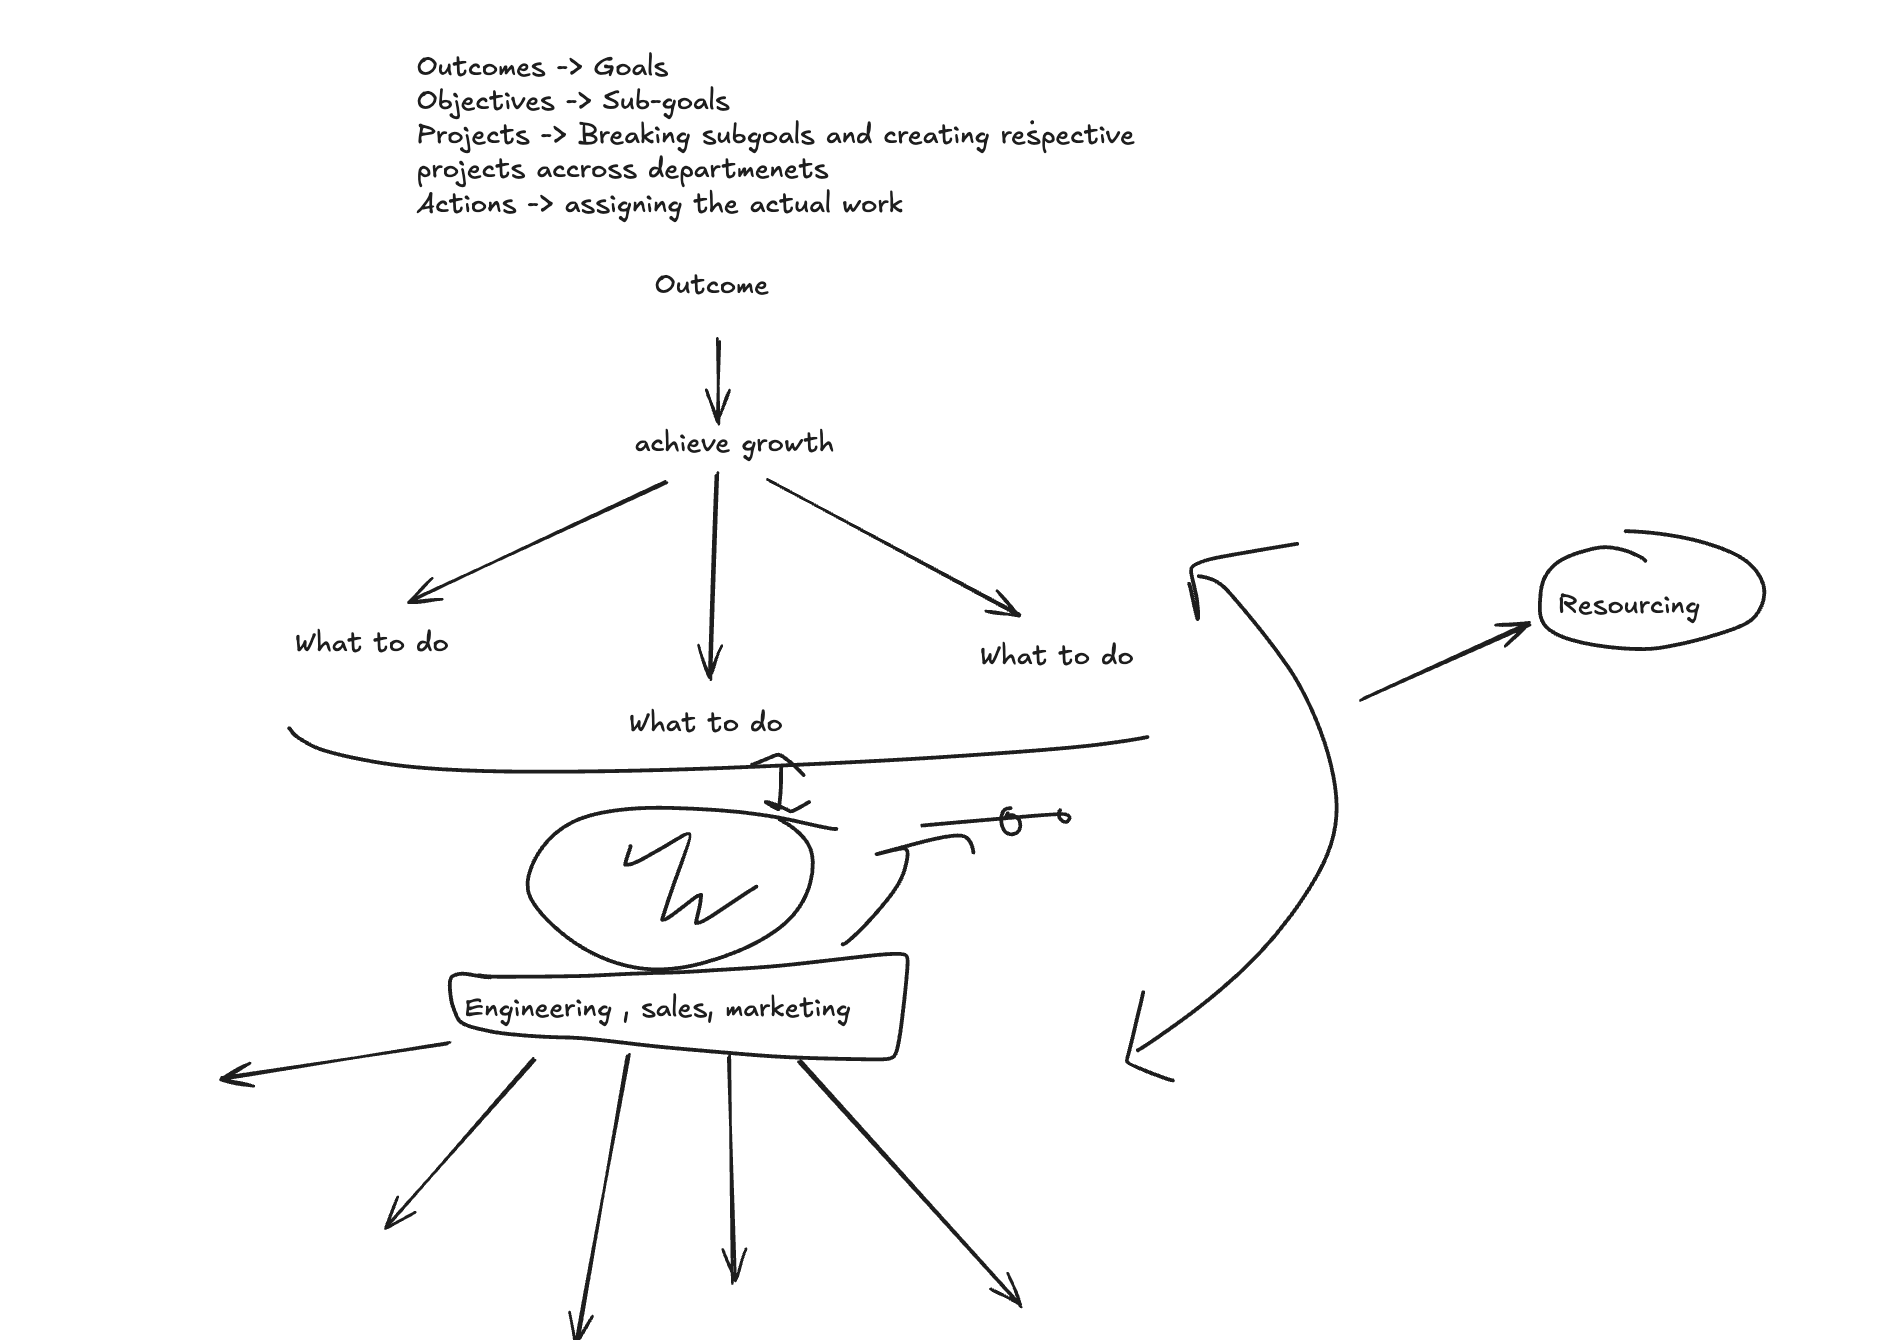 Outcomes -> Goals
Objectives -> Sub-goals
Projects -> Breaking subgoals and creating respective
projects accross departmenets
Actions -> assigning the actual work
Outcome
achieve growth
What to do
What to do
What to do
Resourcing
Engineering , sales, marketing